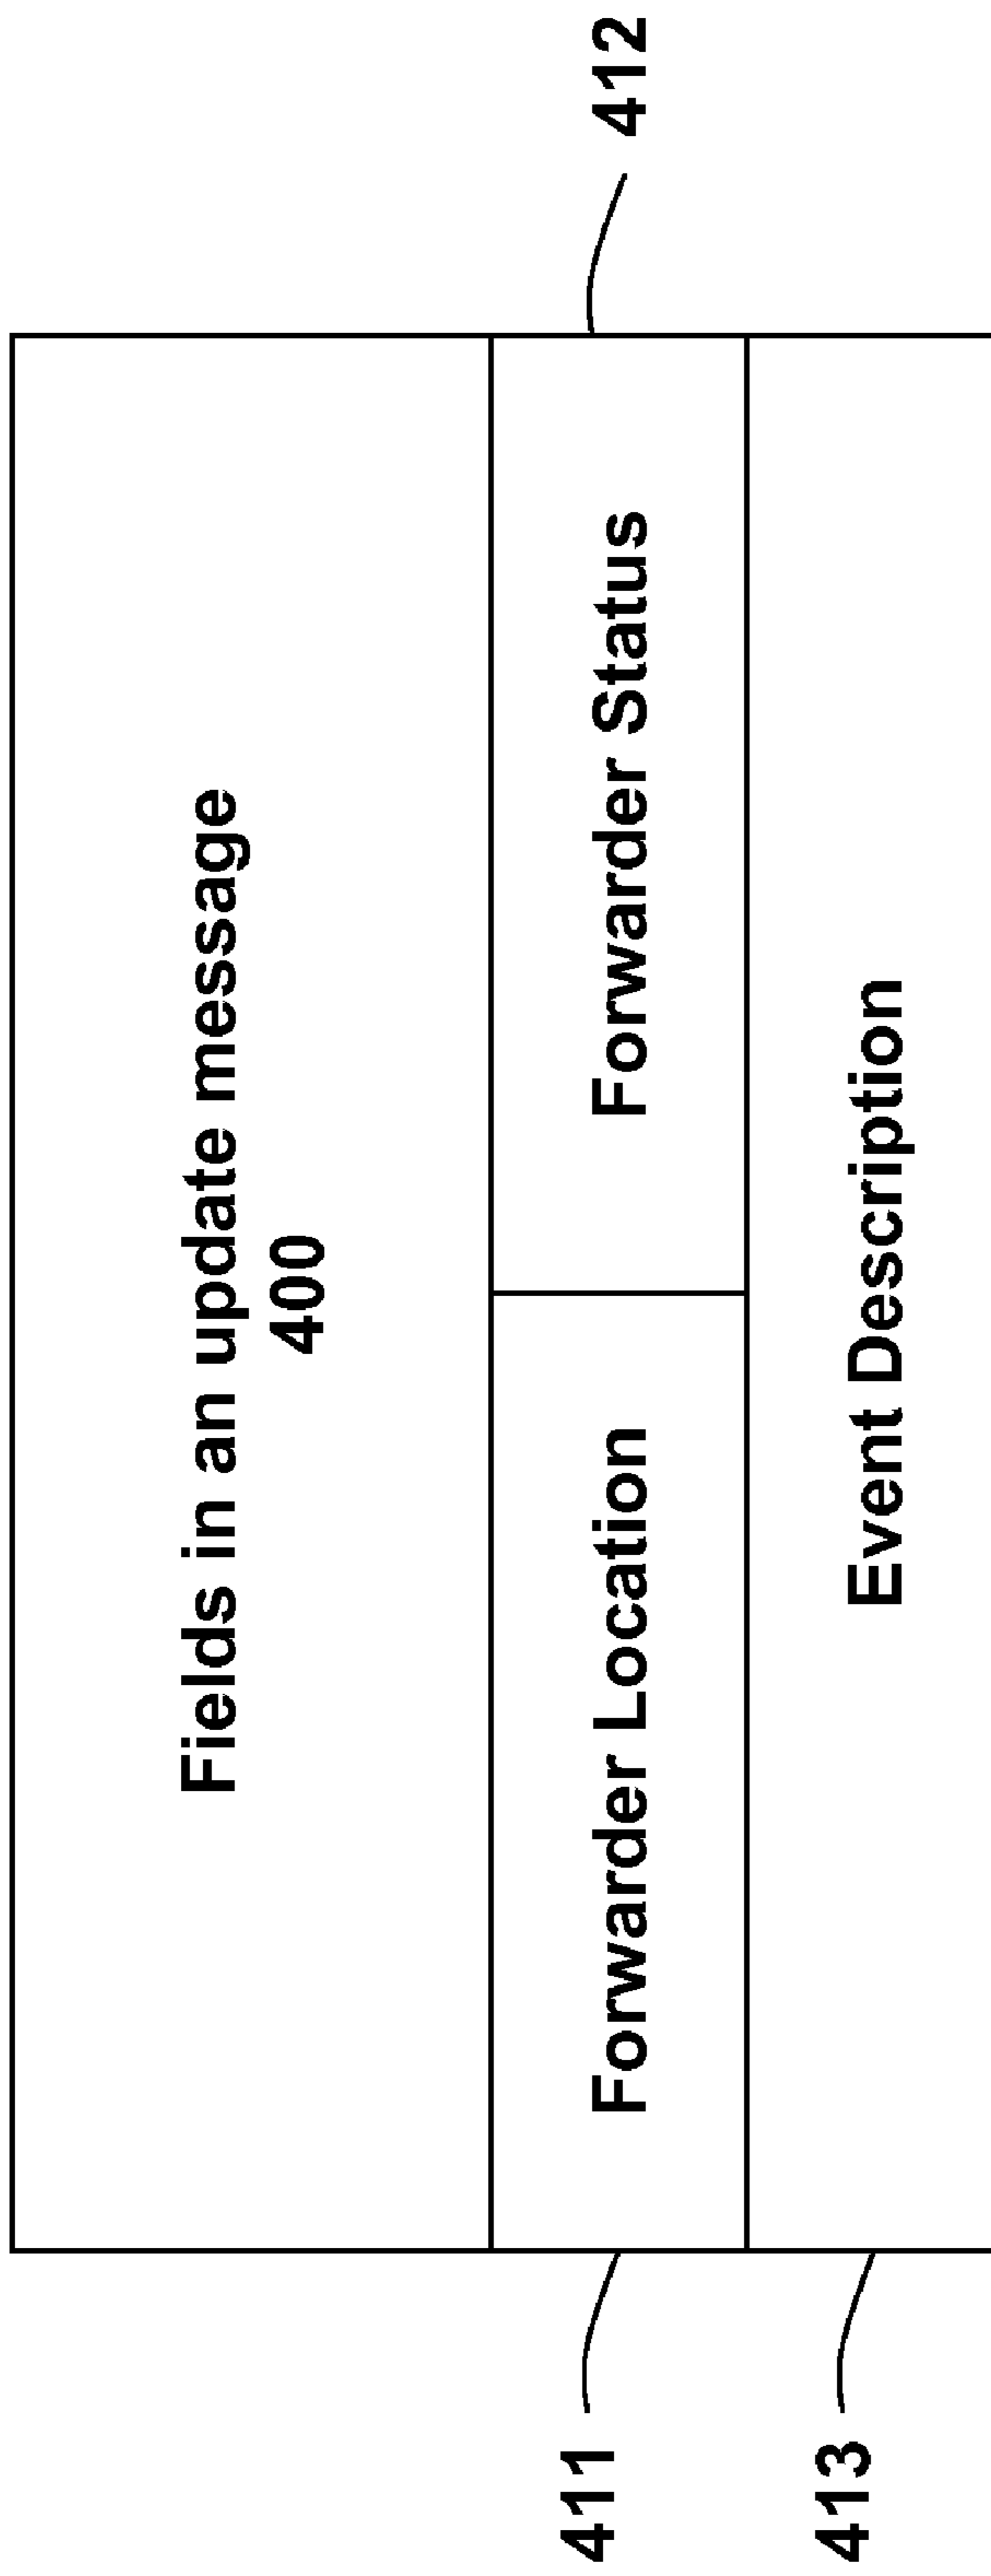 Fields in an update message
400
411
Forwarder Location
Forwarder Status
412
413
Event Description